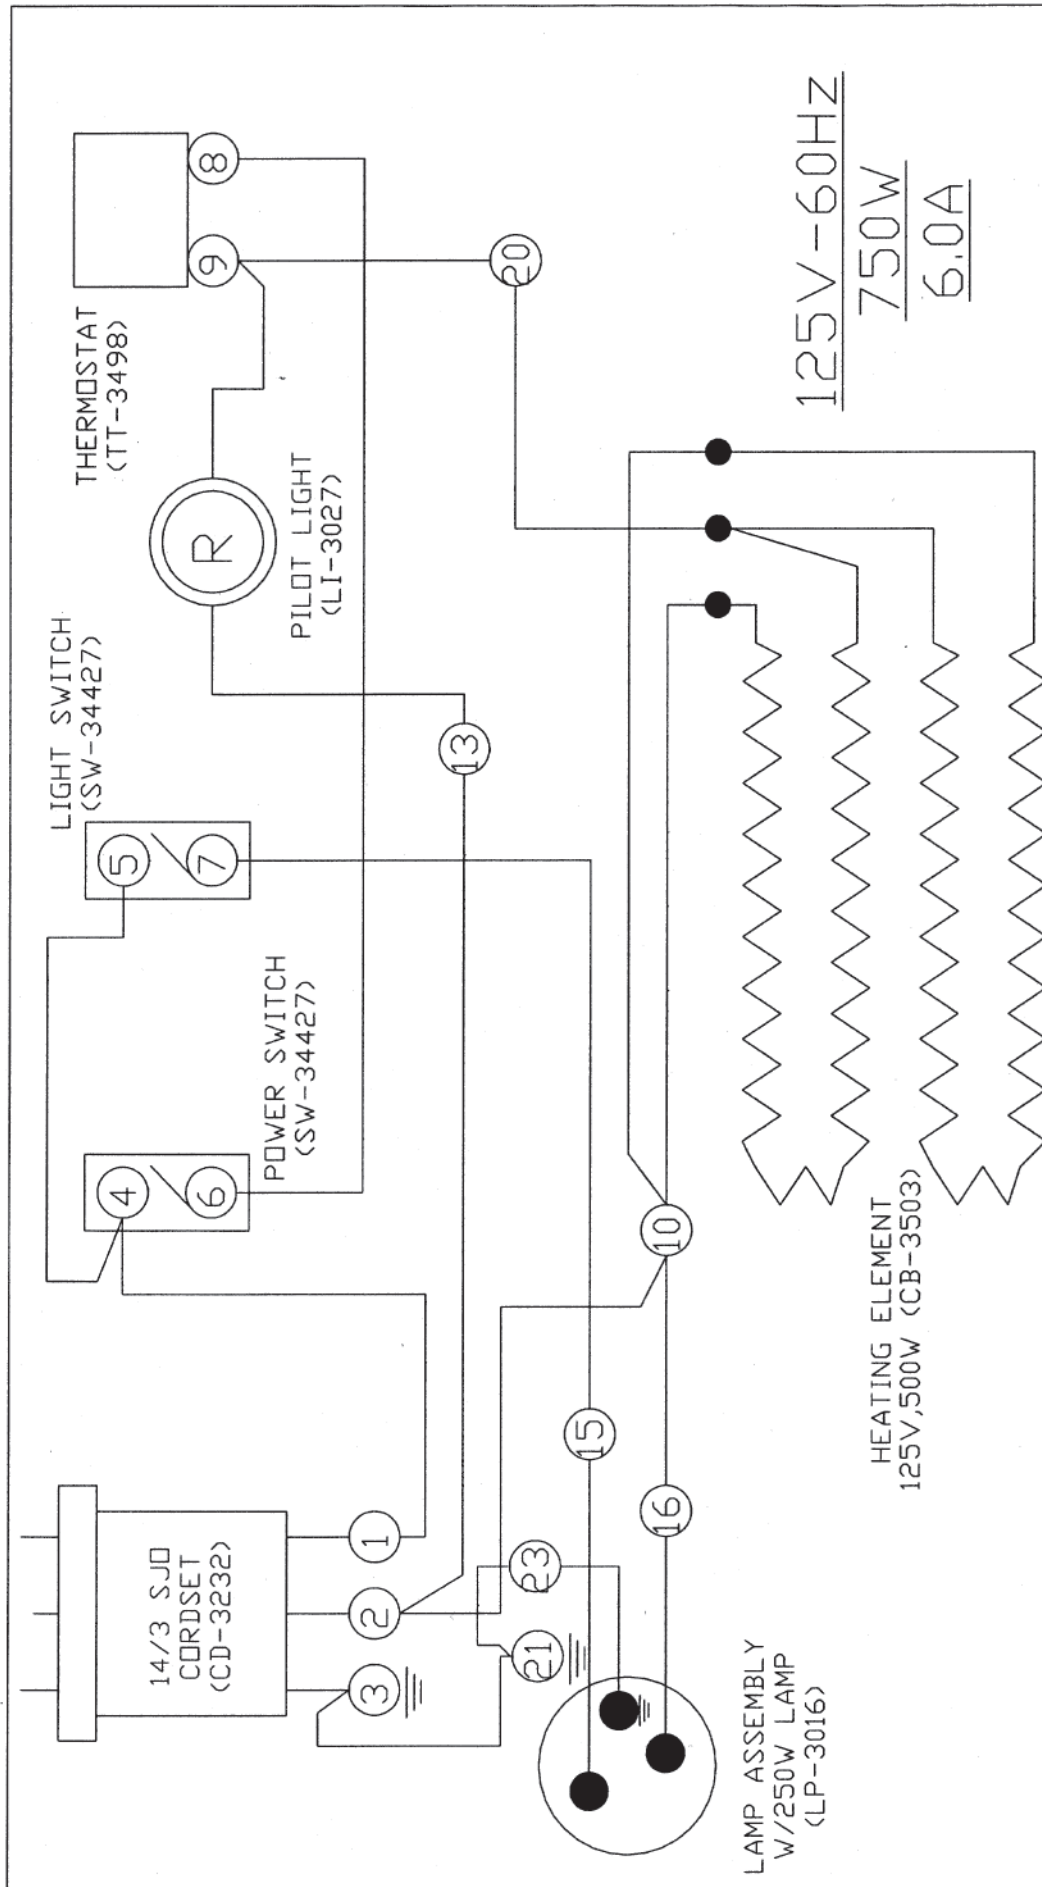 14/3 SJO
CORDSET
(CD-3232)
1
2
3
4
6
POWER SWITCH
(SW-34427)
5
7
LIGHT SWITCH
(SW-34427)
R
PILOT LIGHT
(LI-3027)
THERMOSTAT
(TT-3498)
9
8
13
20
21
23
15
16
10
LAMP ASSEMBLY
W/250W LAMP
(LP-3016)
HEATING ELEMENT
125V,500W (CB-3503)
125V-60Hz
750W
6.0A